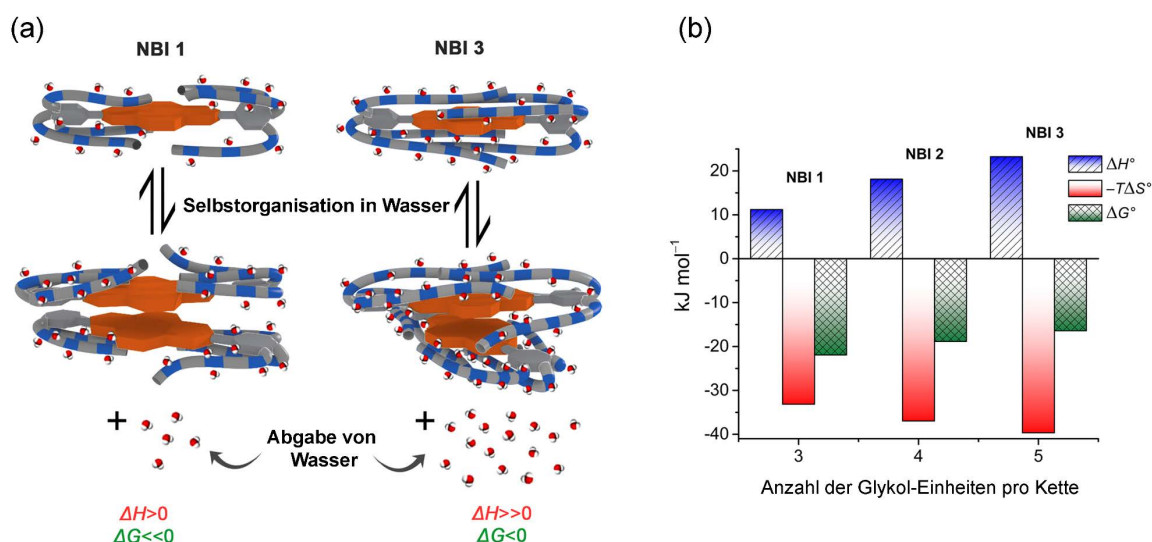 (a)
NBI 1
NBI 3
Selbstorganisation in Wasser
+
+
Abgabe von
Wasser
ΔH>0
ΔG<<0
ΔH>>0
ΔG<0
(b)
NBI 3
NBI 2
NBI 1
ΔH°
−TΔS°
ΔG°
kJ mol⁻¹
20
10
0
-10
-20
-30
-40
3
4
5
Anzahl der Glykol-Einheiten pro Kette